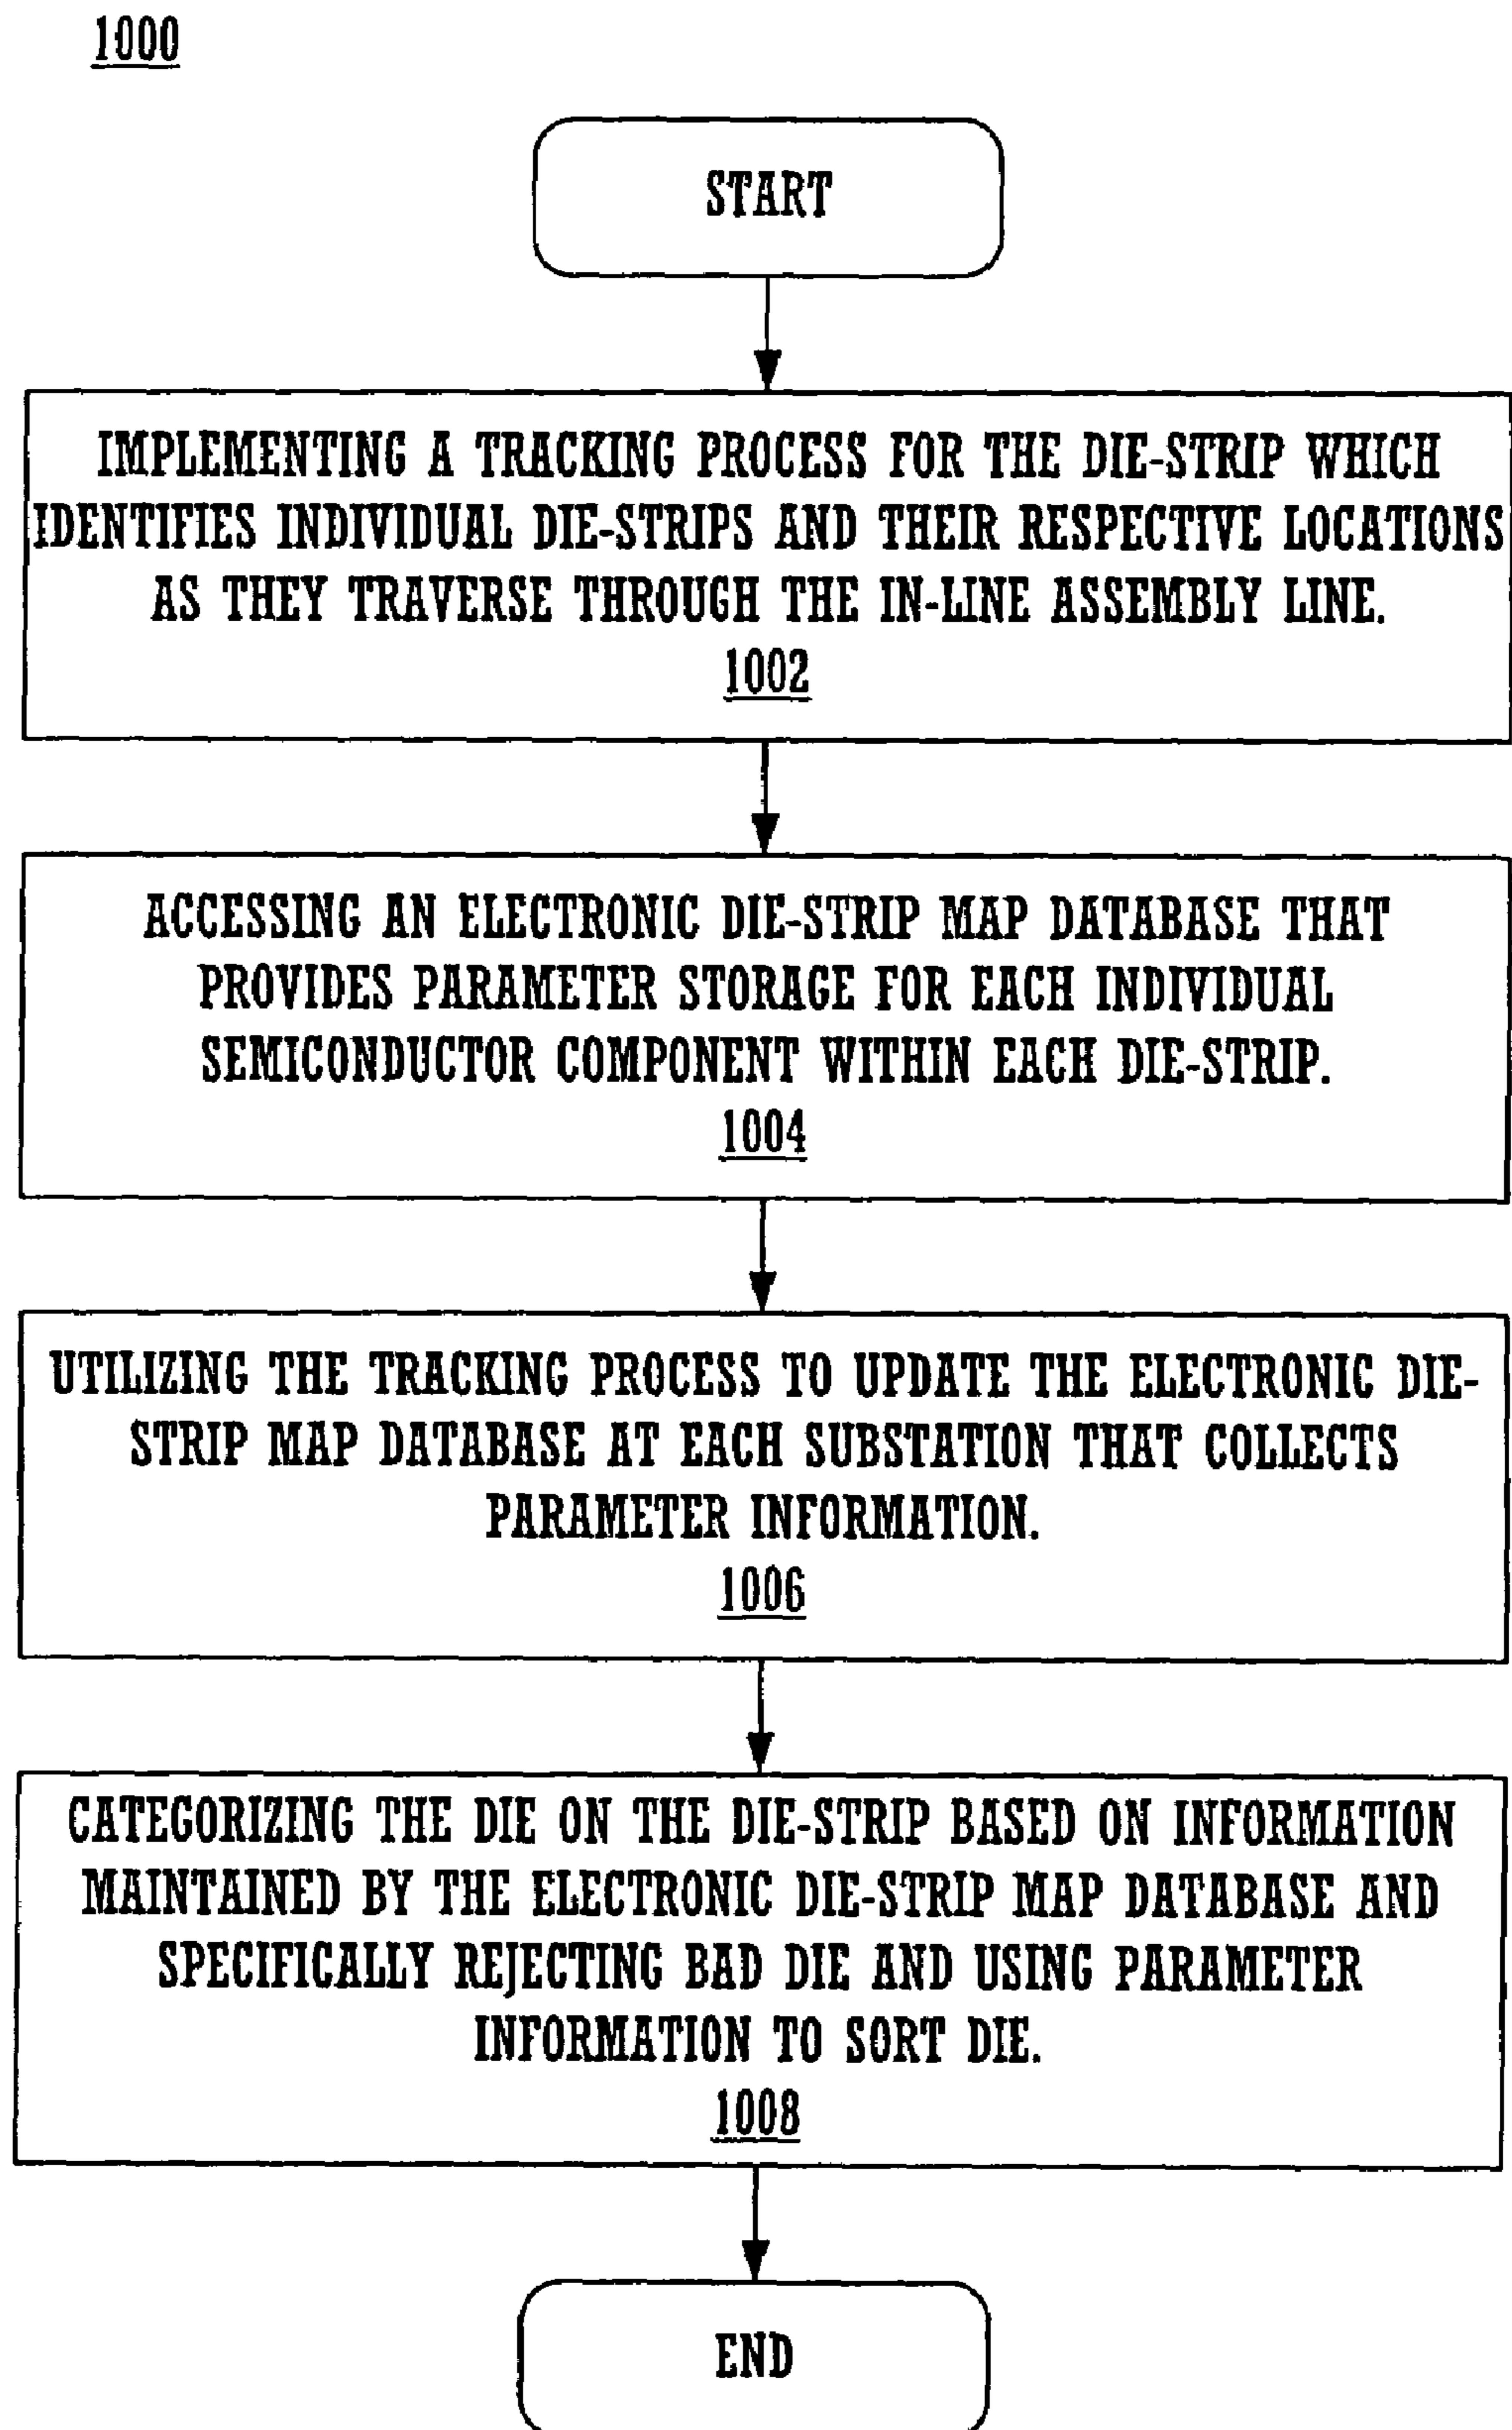 1000
START
IMPLEMENTING A TRACKING PROCESS FOR THE DIE-STRIP WHICH
IDENTIFIES INDIVIDUAL DIE-STRIPS AND THEIR RESPECTIVE LOCATIONS
AS THEY TRAVERSE THROUGH THE IN-LINE ASSEMBLY LINE.
1002
ACCESSING AN ELECTRONIC DIE-STRIP MAP DATABASE THAT
PROVIDES PARAMETER STORAGE FOR EACH INDIVIDUAL
SEMICONDUCTOR COMPONENT WITHIN EACH DIE-STRIP.
1004
UTILIZING THE TRACKING PROCESS TO UPDATE THE ELECTRONIC DIE-
STRIP MAP DATABASE AT EACH SUBSTATION THAT COLLECTS
PARAMETER INFORMATION.
1006
CATEGORIZING THE DIE ON THE DIE-STRIP BASED ON INFORMATION
MAINTAINED BY THE ELECTRONIC DIE-STRIP MAP DATABASE AND
SPECIFICALLY REJECTING BAD DIE AND USING PARAMETER
INFORMATION TO SORT DIE.
1008
END